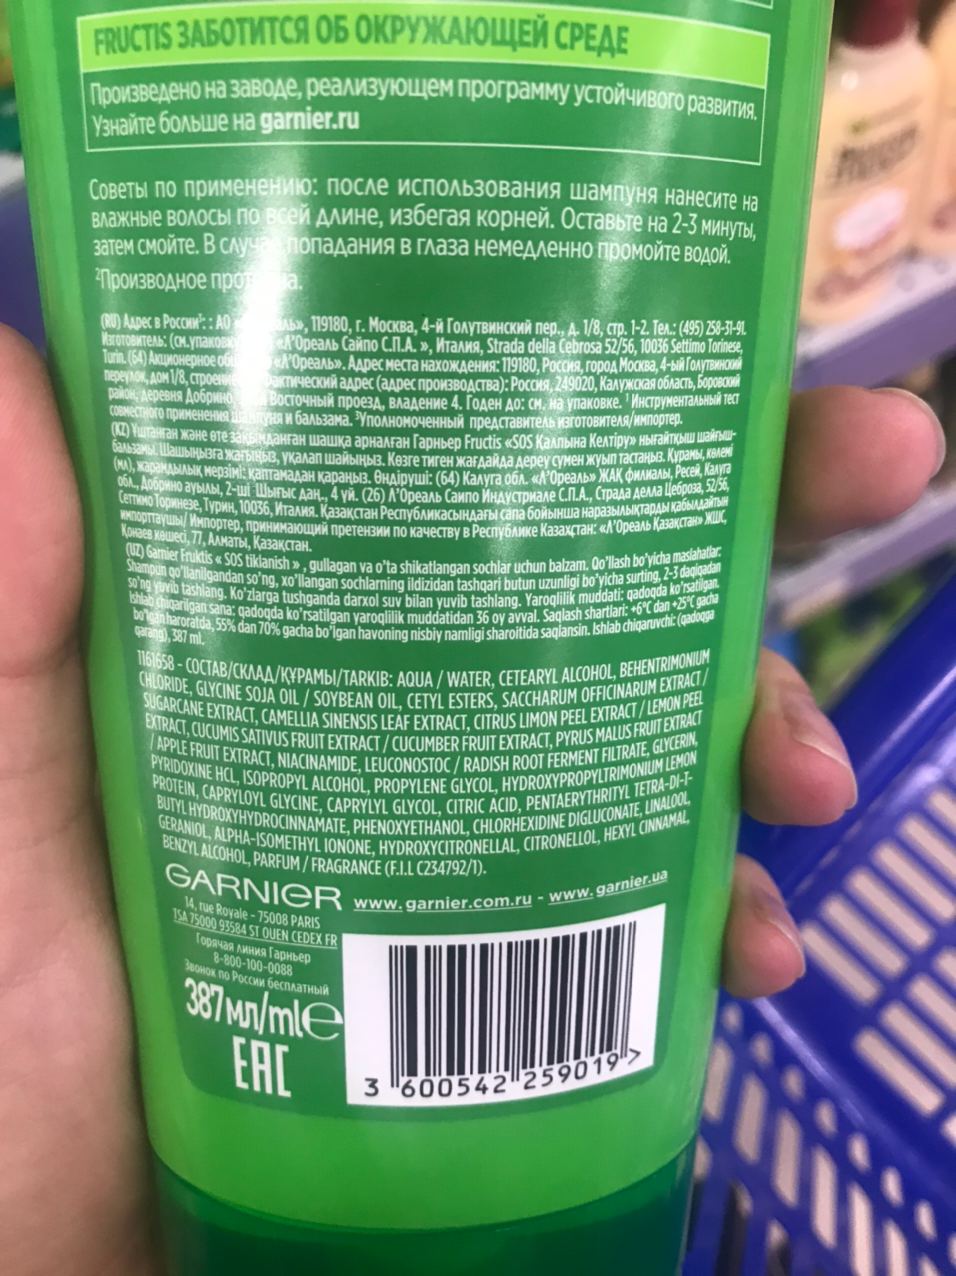 FRUCTIS ЗАБОТИТСЯ ОБ ОКРУЖАЮЩЕЙ СРЕДЕ
Произведено на заводе, реализующем программу устойчивого развития.
Узнайте больше на garnier.ru
Советы по применению: после использования шампуня нанесите на
влажные волосы по всей длине, избегая корней. Оставьте на 2-3 минуты,
затем смойте. В случае попадания в глаза немедленно промойте водой.
²Производное
(RU) Адрес в России³: : АО 119180, г. Москва, 4-й Голутвинский пер., д. 1/8, стр. 1-2. Тел.: (495) 258-31-91.
Изготовитель: (см.упаковку «Л'Ореаль Сайпо С.П.А. », Италия, Strada della Cebrosa 52/56, 10036 Settimo Torinese,
Turin. (64) Акционерное «Л'Ореаль». Адрес места нахождения: 119180, Россия, город Москва, 4-ый Голутвинский
переулок, дом 1/8, строение Фактический адрес (адрес производства): Россия, 249020, Калужская область, Боровский
район, деревня Добрино, Восточный проезд, владение 4. Годен до: см. на упаковке. ¹ Инструментальный тест
совместного применения шампуня и бальзама. ³Уполномоченный представитель изготовителя/импортер.
(KZ) Ұштанған және өте зақымданған шашқа арналған Гарньер Fructis «SOS Қалпына Келтіру» нығайтқыш шайғыш-
бальзамы. Шашыңызға жағыңыз, уқалап шайыңыз. Көзге тиген жағдайда дереу сумен жуып тастаңыз. Құрамы, көлемі
(мл), жарамдылық мерзімі: қаптамадан қараңыз. Өндіруші: (64) Калуга обл. «Л'Ореаль» ЖАҚ филиалы, Ресей, Калуга
обл., Добрино ауылы, 2-ші Шығыс даң., 4 үй. (26) Л'Ореаль Саипо Индустриале С.П.А., Страда делла Цеброза, 52/56,
Сеттимо Торинезе, Турин, 10036, Италия. Қазақстан Республикасындағы сапа бойынша наразылықтарды қабылдайтын
импорттаушы/ Импортер, принимающий претензии по качеству в Республике Казахстан: «Л'Ореаль Қазақстан» ЖШС,
Қонаев көшесі, 77, Алматы, Қазақстан.
(UZ) Garnier Fruktis « SOS tiklanish » , gullagan va o'ta shikatlangan sochlar uchun balzam. Qo'llash bo'yicha maslahatlar:
Shampun qo'llanilgandan so'ng, xo'llangan sochlarning ildizidan tashqari butun uzunligi bo'yicha surting, 2-3 daqiqadan
so'ng yuvib tashlang. Ko'zlarga tushganda darxol suv bilan yuvib tashlang. Yaroqlilik muddati: qadoqda ko'rsatilgan.
Ishlab chiqarilgan sana: qadoqda ko'rsatilgan yaroqlilik muddatidan 36 oy avval. Saqlash shartlari: +6°C dan +25°C gacha
bo'lgan haroratda, 55% dan 70% gacha bo'lgan havoning nisbiy namligi sharoitida saqlansin. Ishlab chiqaruvchi: (qadoqga
qarang), 387 ml.
1161658 - СОСТАВ/СКЛАД/ҚҰРАМЫ/TARKIB: AQUA / WATER, CETEARYL ALCOHOL, BEHENTRIMONIUM
CHLORIDE, GLYCINE SOJA OIL / SOYBEAN OIL, CETYL ESTERS, SACCHARUM OFFICINARUM EXTRACT /
SUGARCANE EXTRACT, CAMELLIA SINENSIS LEAF EXTRACT, CITRUS LIMON PEEL EXTRACT / LEMON PEEL
EXTRACT, CUCUMIS SATIVUS FRUIT EXTRACT / CUCUMBER FRUIT EXTRACT, PYRUS MALUS FRUIT EXTRACT
/ APPLE FRUIT EXTRACT, NIACINAMIDE, LEUCONOSTOC / RADISH ROOT FERMENT FILTRATE, GLYCERIN,
PYRIDOXINE HCL, ISOPROPYL ALCOHOL, PROPYLENE GLYCOL, HYDROXYPROPYLTRIMONIUM LEMON
PROTEIN, CAPRYLOYL GLYCINE, CAPRYLYL GLYCOL, CITRIC ACID, PENTAERYTHRITYL TETRA-DI-T-
BUTYL HYDROXYHYDROCINNAMATE, PHENOXYETHANOL, CHLORHEXIDINE DIGLUCONATE, LINALOOL,
GERANIOL, ALPHA-ISOMETHYL IONONE, HYDROXYCITRONELLAL, CITRONELLOL, HEXYL CINNAMAL,
BENZYL ALCOHOL, PARFUM / FRAGRANCE (F.I.L C234792/1).
GARNIER www.garnier.com.ru - www.garnier.ua
14, rue Royale - 75008 PARIS
TSA 75000 93584 ST OUEN CEDEX FR
Горячая линия Гарньер
8-800-100-0088
Звонок по России бесплатный
387мл/ml℮
EAC
3 600542 259019 >